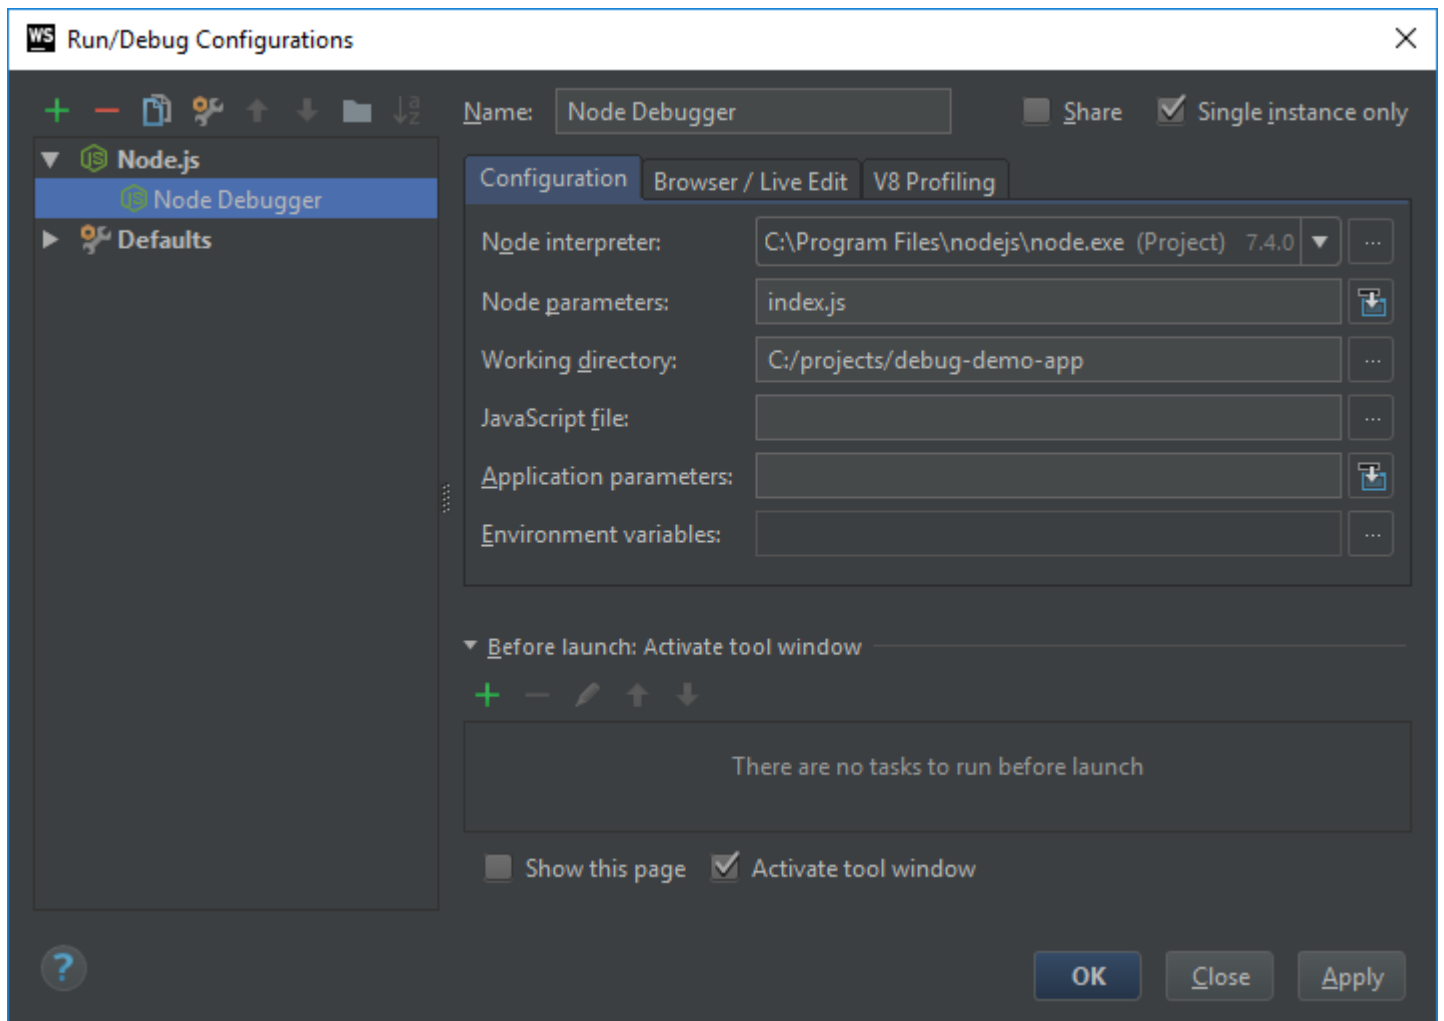 WS Run/Debug Configurations
Name: Node Debugger Share Single instance only
Node.js
Node Debugger
Defaults
Configuration Browser / Live Edit V8 Profiling
Node interpreter: C:\Program Files\nodejs\node.exe (Project) 7.4.0 ...
Node parameters: index.js
Working directory: C:/projects/debug-demo-app ...
JavaScript file: ...
Application parameters:
Environment variables: ...
Before launch: Activate tool window
There are no tasks to run before launch
Show this page Activate tool window
? OK Close Apply